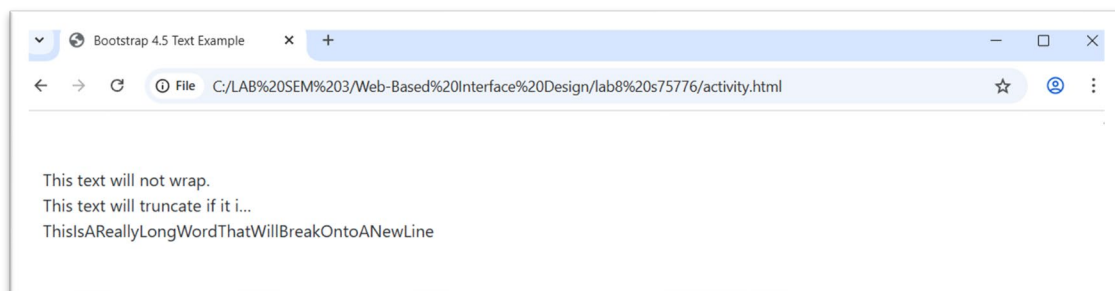 Bootstrap 4.5 Text Example
File C:/LAB%20SEM%203/Web-Based%20Interface%20Design/lab8%20s75776/activity.html
This text will not wrap.
This text will truncate if it i...
ThisIsAReallyLongWordThatWillBreakOntoANewLine